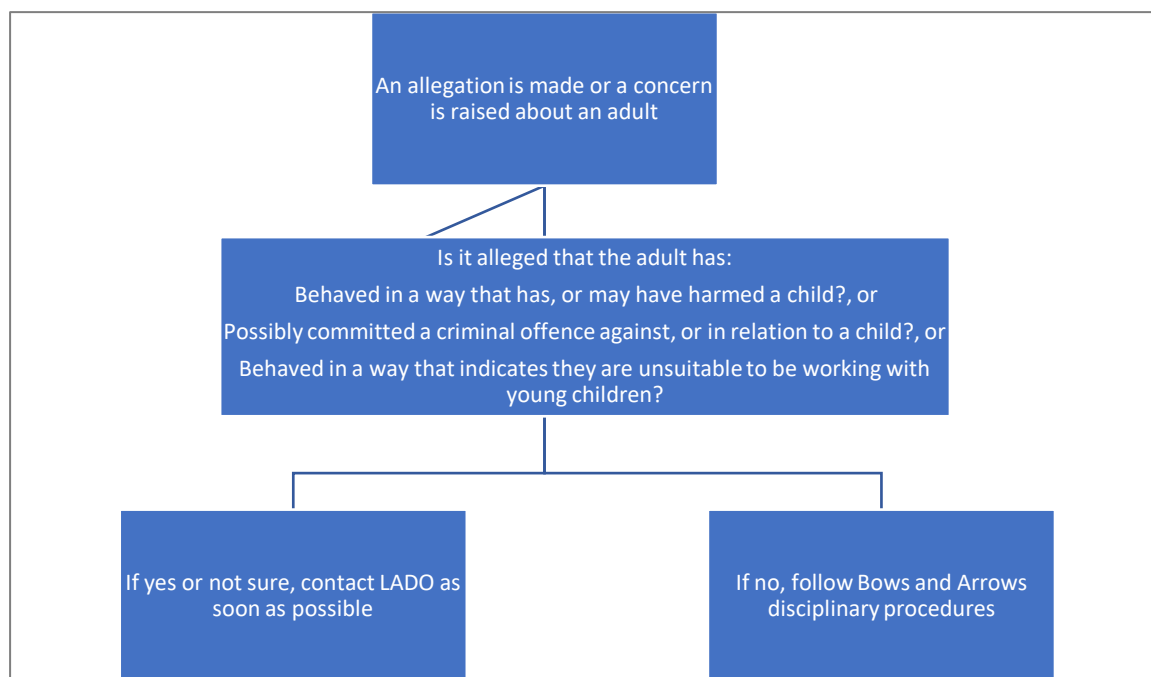 An allegation is made or a concern
is raised about an adult
Is it alleged that the adult has:
Behaved in a way that has, or may have harmed a child?, or
Possibly committed a criminal offence against, or in relation to a child?, or
Behaved in a way that indicates they are unsuitable to be working with
young children?
If yes or not sure, contact LADO as
soon as possible
If no, follow Bows and Arrows
disciplinary procedures